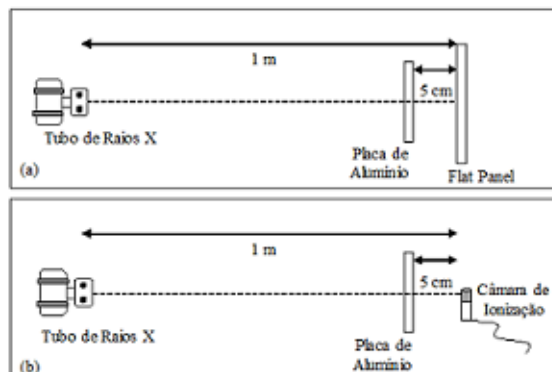 1 m
5 cm
Tubo de Raios X
Placa de
Alumínio
Flat Panel
(a)
1 m
5 cm
Câmara de
Ionização
Tubo de Raios X
Placa de
Alumínio
(b)